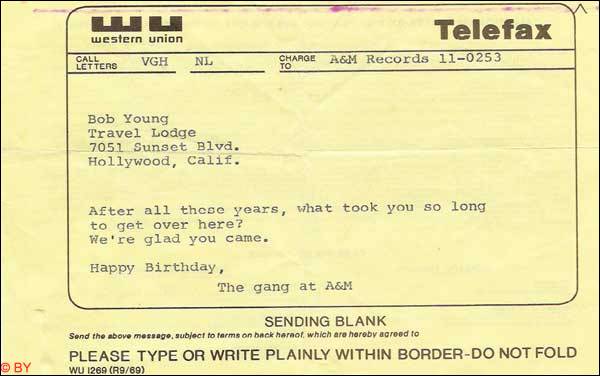 WU
western union
Telefax
CALL LETTERS VGH NL CHARGE TO A&M Records 11-0253
Bob Young
Travel Lodge
7051 Sunset Blvd.
Hollywood, Calif.
After all these years, what took you so long
to get over here?
We're glad you came.
Happy Birthday,
The gang at A&M
SENDING BLANK
Send the above message, subject to terms on back hereof, which are hereby agreed to
PLEASE TYPE OR WRITE PLAINLY WITHIN BORDER-DO NOT FOLD
WU 1269 (R9/69)
© BY